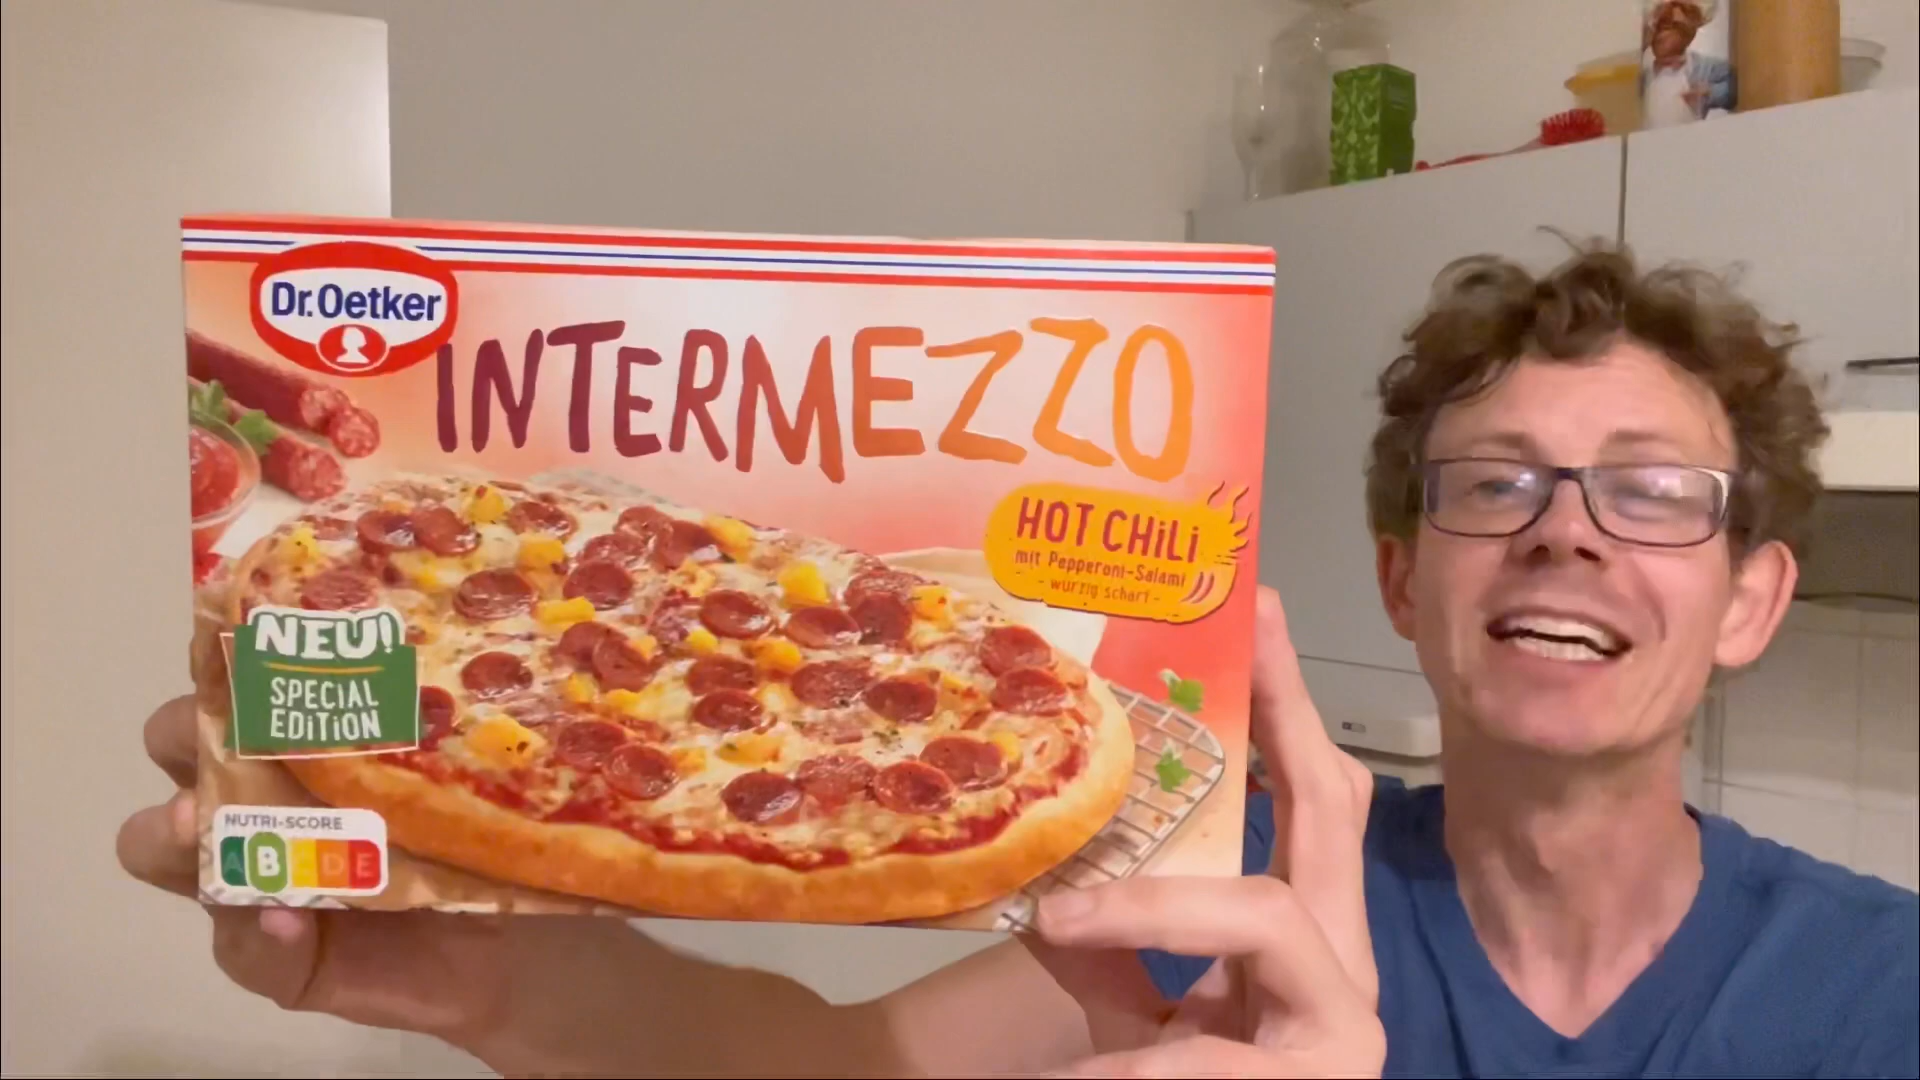 Dr. Oetker
INTERMEZZO
HOT CHiLi
mit Pepperoni-Salami
- würzig scharf -
NEU!
SPECiAL
EDiTiON
NUTRI-SCORE
A B C D E